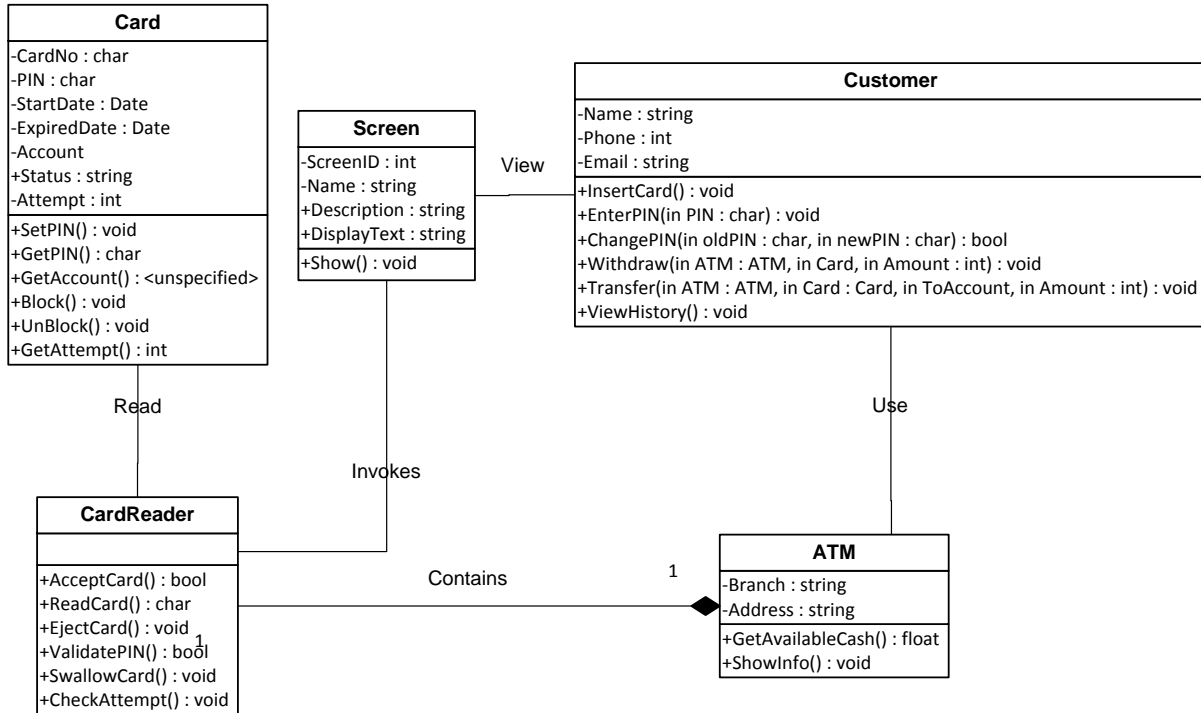 Card
-CardNo : char
-PIN : char
-StartDate : Date
-ExpiredDate : Date
-Account
+Status : string
-Attempt : int
+SetPIN() : void
+GetPIN() : char
+GetAccount() : <unspecified>
+Block() : void
+UnBlock() : void
+GetAttempt() : int
Screen
-ScreenID : int
-Name : string
+Description : string
+DisplayText : string
+Show() : void
View
Customer
-Name : string
-Phone : int
-Email : string
+InsertCard() : void
+EnterPIN(in PIN : char) : void
+ChangePIN(in oldPIN : char, in newPIN : char) : bool
+Withdraw(in ATM : ATM, in Card, in Amount : int) : void
+Transfer(in ATM : ATM, in Card : Card, in ToAccount, in Amount : int) : void
+ViewHistory() : void
Read
Invokes
Use
CardReader
+AcceptCard() : bool
+ReadCard() : char
+EjectCard() : void
+ValidatePIN() : bool
+SwallowCard() : void
+CheckAttempt() : void
1
Contains
1
ATM
-Branch : string
-Address : string
+GetAvailableCash() : float
+ShowInfo() : void